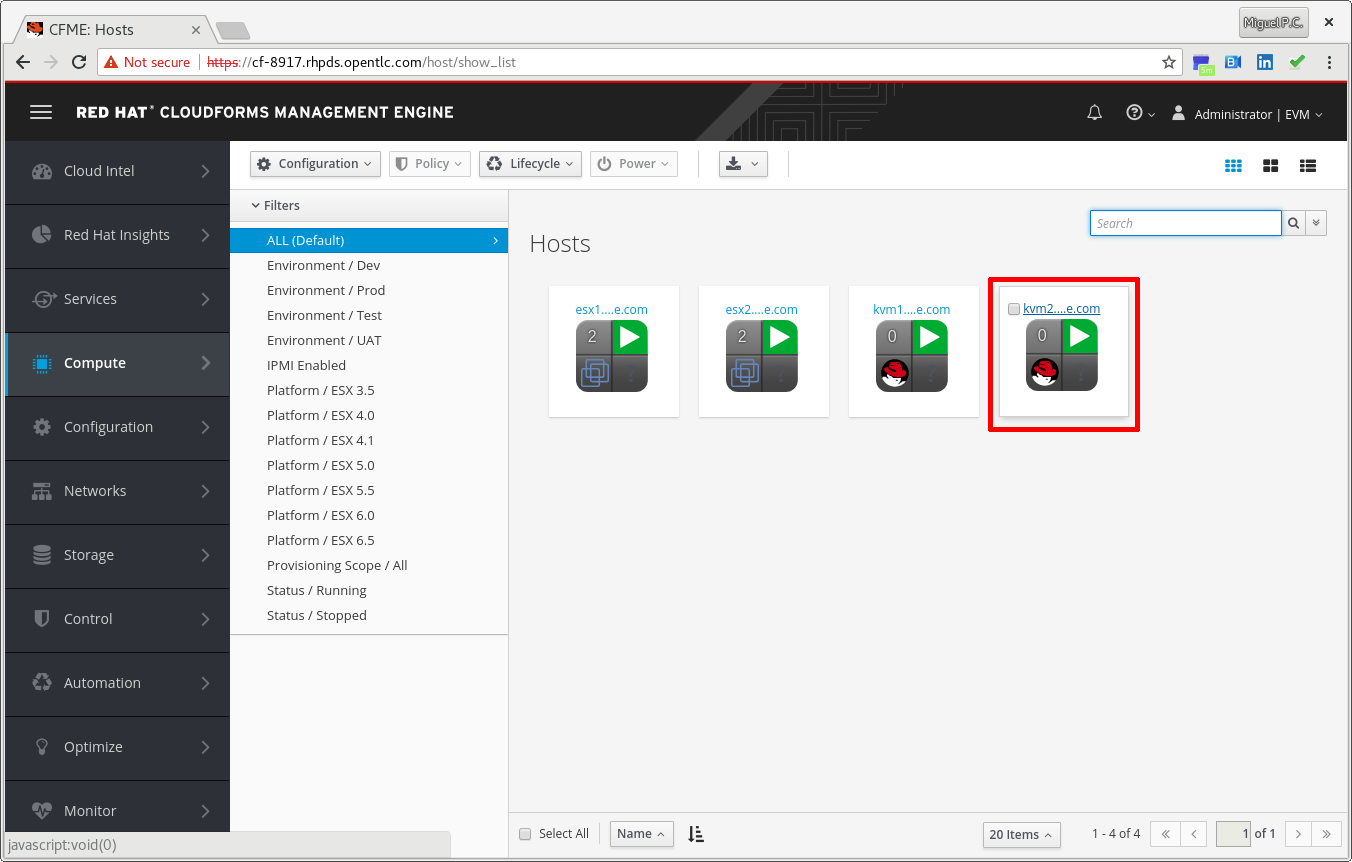 CFME: Hosts
Miguel P.C.
Not secure https://cf-8917.rhpds.opentlc.com/host/show_list
5m
B
in
RED HAT® CLOUDFORMS MANAGEMENT ENGINE
Administrator | EVM
Cloud Intel
Red Hat Insights
Services
Compute
Configuration
Networks
Storage
Control
Automation
Optimize
Monitor
javascript:void(0)
Configuration
Policy
Lifecycle
Power
Filters
ALL (Default)
Environment / Dev
Environment / Prod
Environment / Test
Environment / UAT
IPMI Enabled
Platform / ESX 3.5
Platform / ESX 4.0
Platform / ESX 4.1
Platform / ESX 5.0
Platform / ESX 5.5
Platform / ESX 6.0
Platform / ESX 6.5
Provisioning Scope / All
Status / Running
Status / Stopped
Search
Hosts
esx1....e.com
2
esx2....e.com
2
kvm1....e.com
0
kvm2....e.com
0
Select All
Name
20 Items
1 - 4 of 4
1 of 1